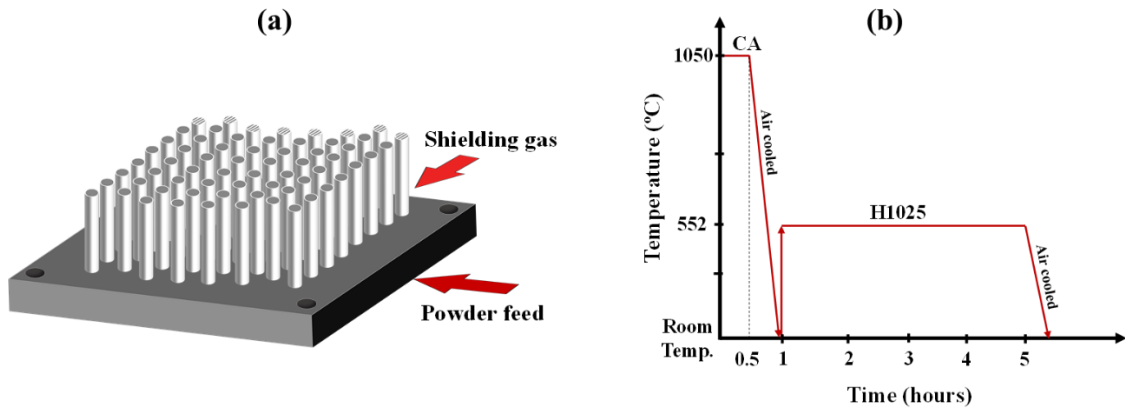 (a)
Shielding gas
Powder feed
(b)
Temperature (ºC)
1050
552
Room
Temp.
CA
Air cooled
H1025
Air cooled
0.5
1
2
3
4
5
Time (hours)